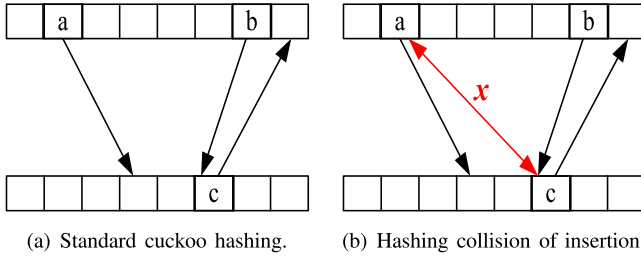 a b a b
x
c c
(a) Standard cuckoo hashing. (b) Hashing collision of insertion